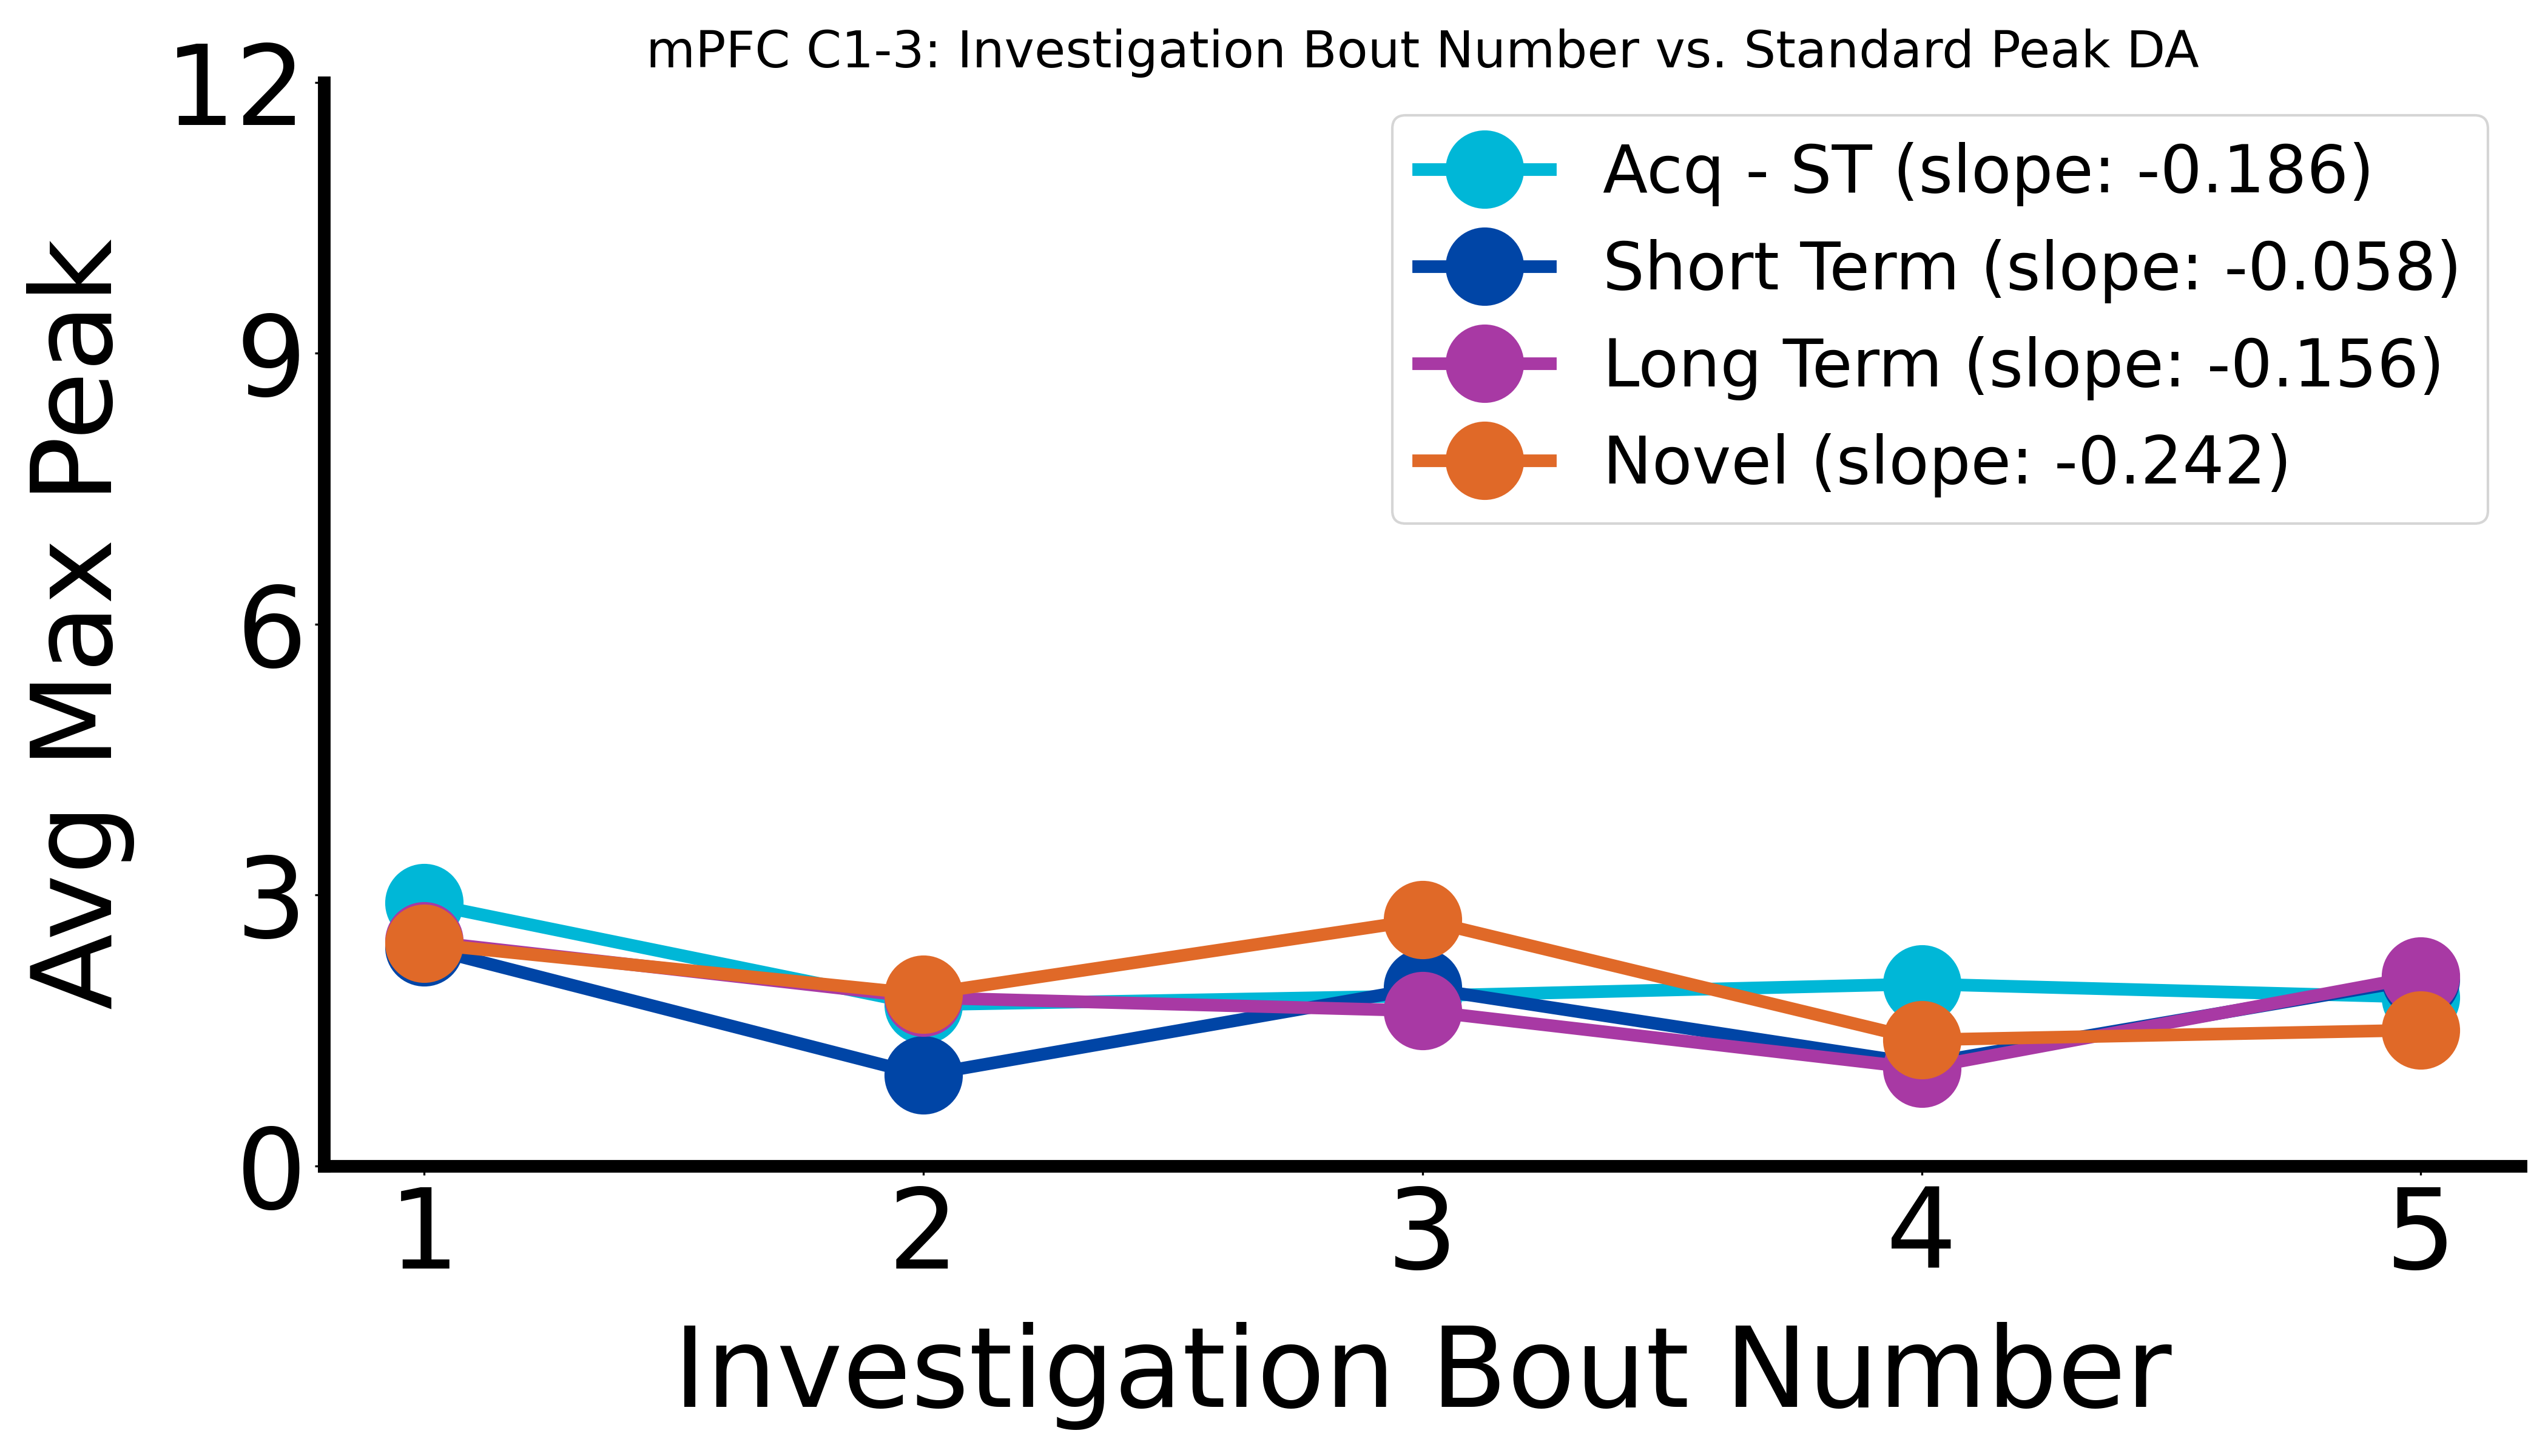 mPFC C1-3: Investigation Bout Number vs. Standard Peak DA
Acq - ST (slope: -0.186)
Short Term (slope: -0.058)
Long Term (slope: -0.156)
Novel (slope: -0.242)
Avg Max Peak
12
9
6
3
0
1 2 3 4 5
Investigation Bout Number